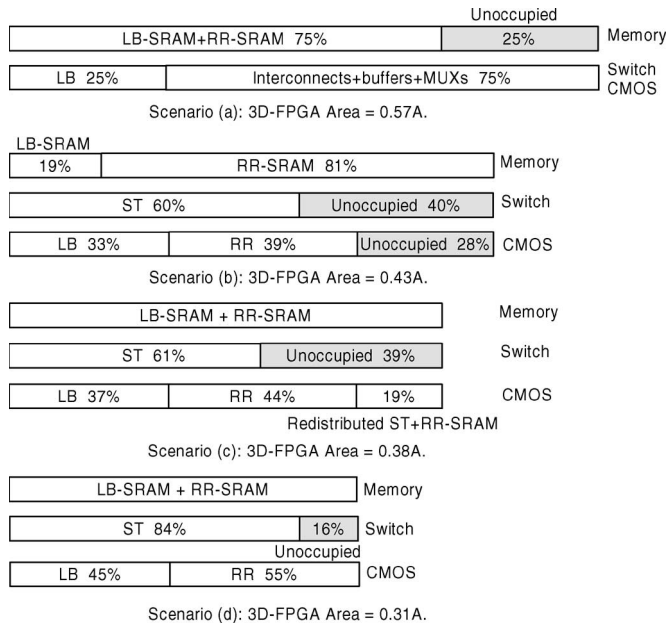 Unoccupied
LB-SRAM+RR-SRAM 75% 25% Memory
LB 25% Interconnects+buffers+MUXs 75% Switch
CMOS
Scenario (a): 3D-FPGA Area = 0.57A.
LB-SRAM
19% RR-SRAM 81% Memory
ST 60% Unoccupied 40% Switch
LB 33% RR 39% Unoccupied 28% CMOS
Scenario (b): 3D-FPGA Area = 0.43A.
LB-SRAM + RR-SRAM Memory
ST 61% Unoccupied 39% Switch
LB 37% RR 44% 19% CMOS
Redistributed ST+RR-SRAM
Scenario (c): 3D-FPGA Area = 0.38A.
LB-SRAM + RR-SRAM Memory
ST 84% 16% Switch
Unoccupied
LB 45% RR 55% CMOS
Scenario (d): 3D-FPGA Area = 0.31A.